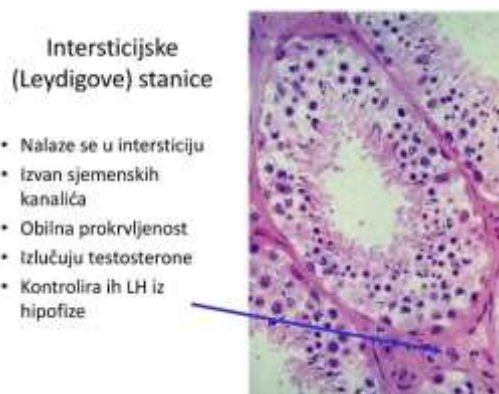 Intersticijske
(Leydigove) stanice
• Nalaze se u intersticiju
• Izvan sjemenskih
kanalića
• Obilna prokrvljenost
• Izlučuju testosterone
• Kontrolira ih LH iz
hipofize